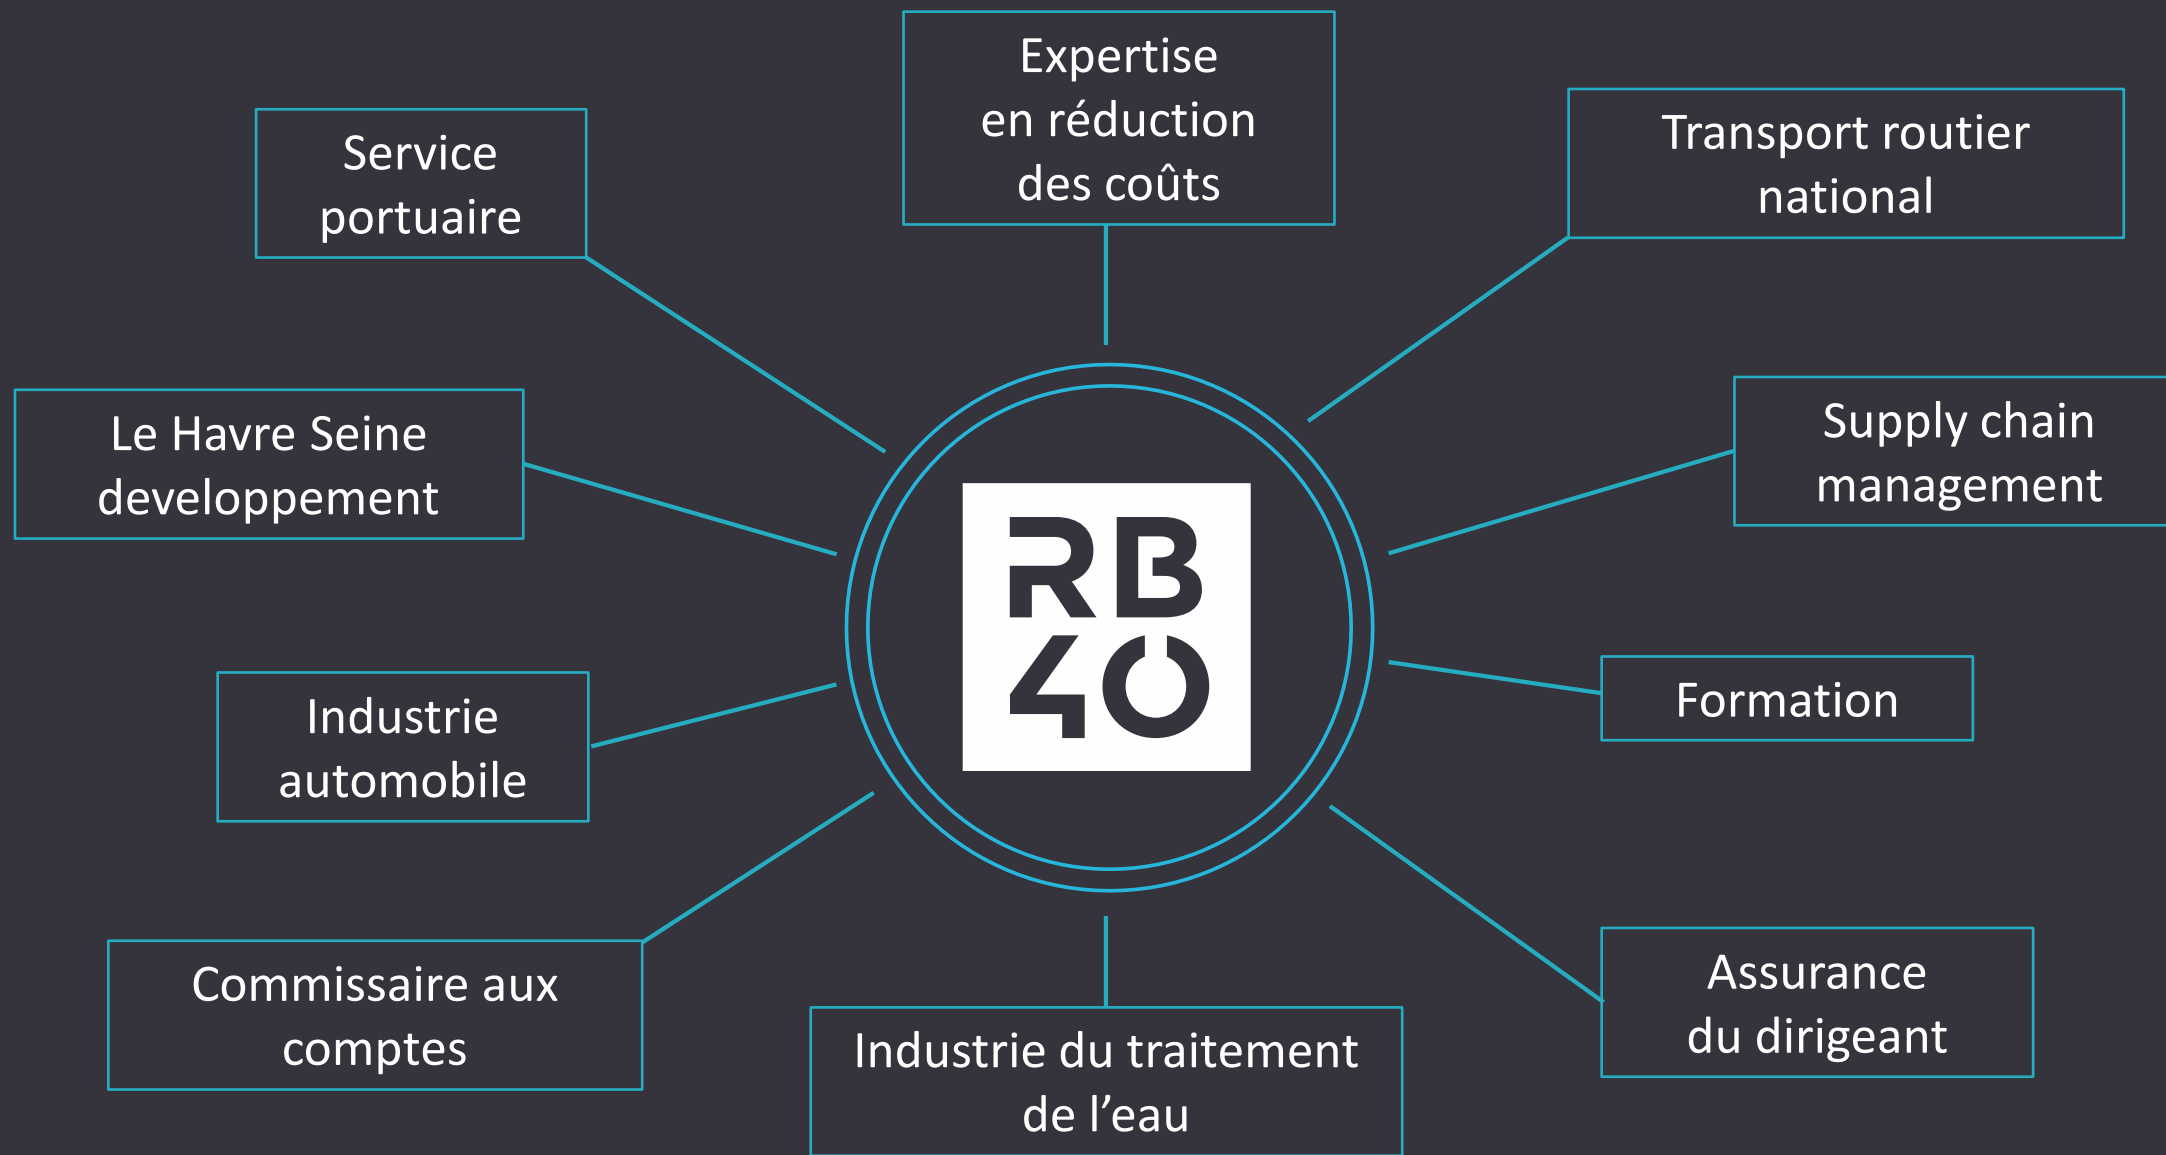 Expertise
en réduction
des coûts
Service
portuaire
Transport routier
national
Le Havre Seine
developpement
Supply chain
management
RB
40
Industrie
automobile
Formation
Commissaire aux
comptes
Assurance
du dirigeant
Industrie du traitement
de l’eau